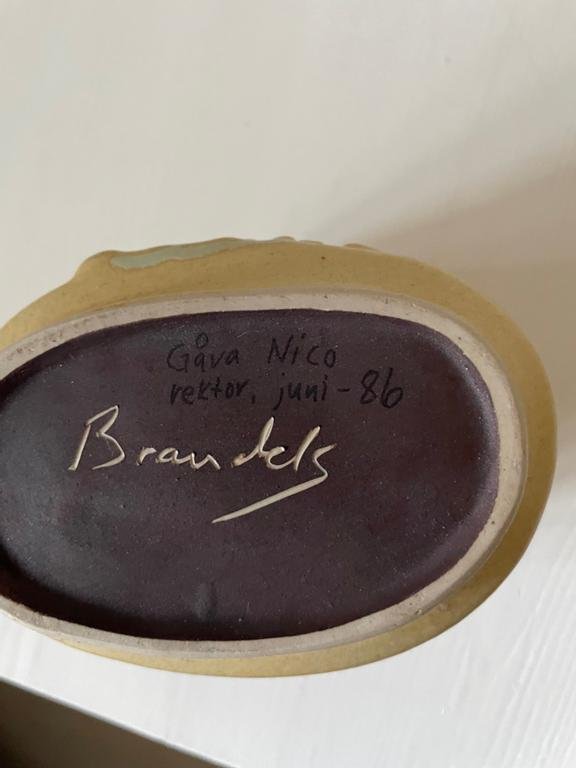 Gåva Nico
rektor, juni - 86
Brandels